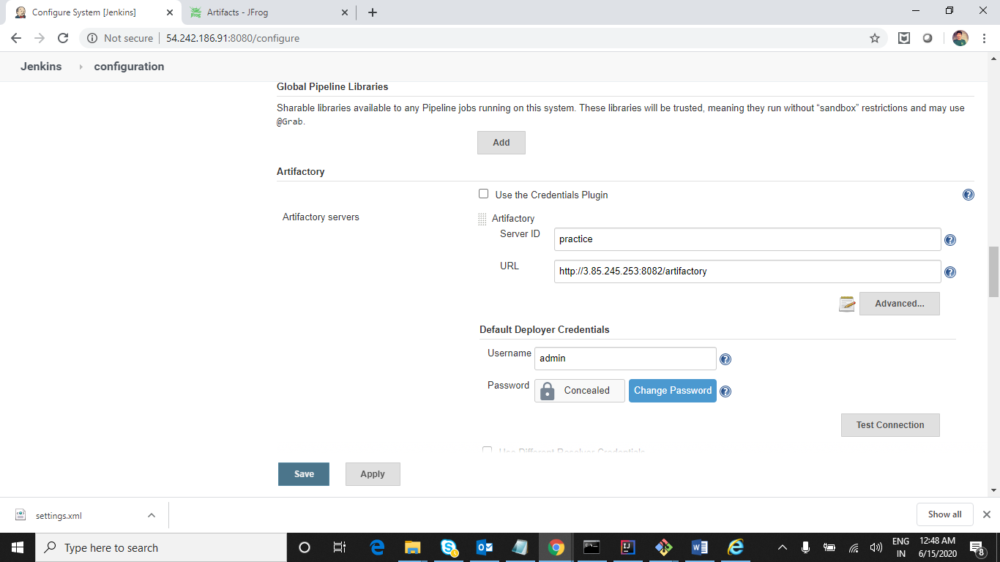 Configure System [Jenkins]
Artifacts - JFrog
Not secure
54.242.186.91:8080/configure
Jenkins
configuration
Global Pipeline Libraries
Sharable libraries available to any Pipeline jobs running on this system. These libraries will be trusted, meaning they run without “sandbox” restrictions and may use
@Grab.
Add
Artifactory
Use the Credentials Plugin
Artifactory servers
Artifactory
Server ID
practice
URL
http://3.85.245.253:8082/artifactory
Advanced...
Default Deployer Credentials
Username
admin
Password
Concealed
Change Password
Test Connection
Use Different Resolver Credentials
Save
Apply
settings.xml
Show all
Type here to search
ENG
IN
12:48 AM
6/15/2020
8